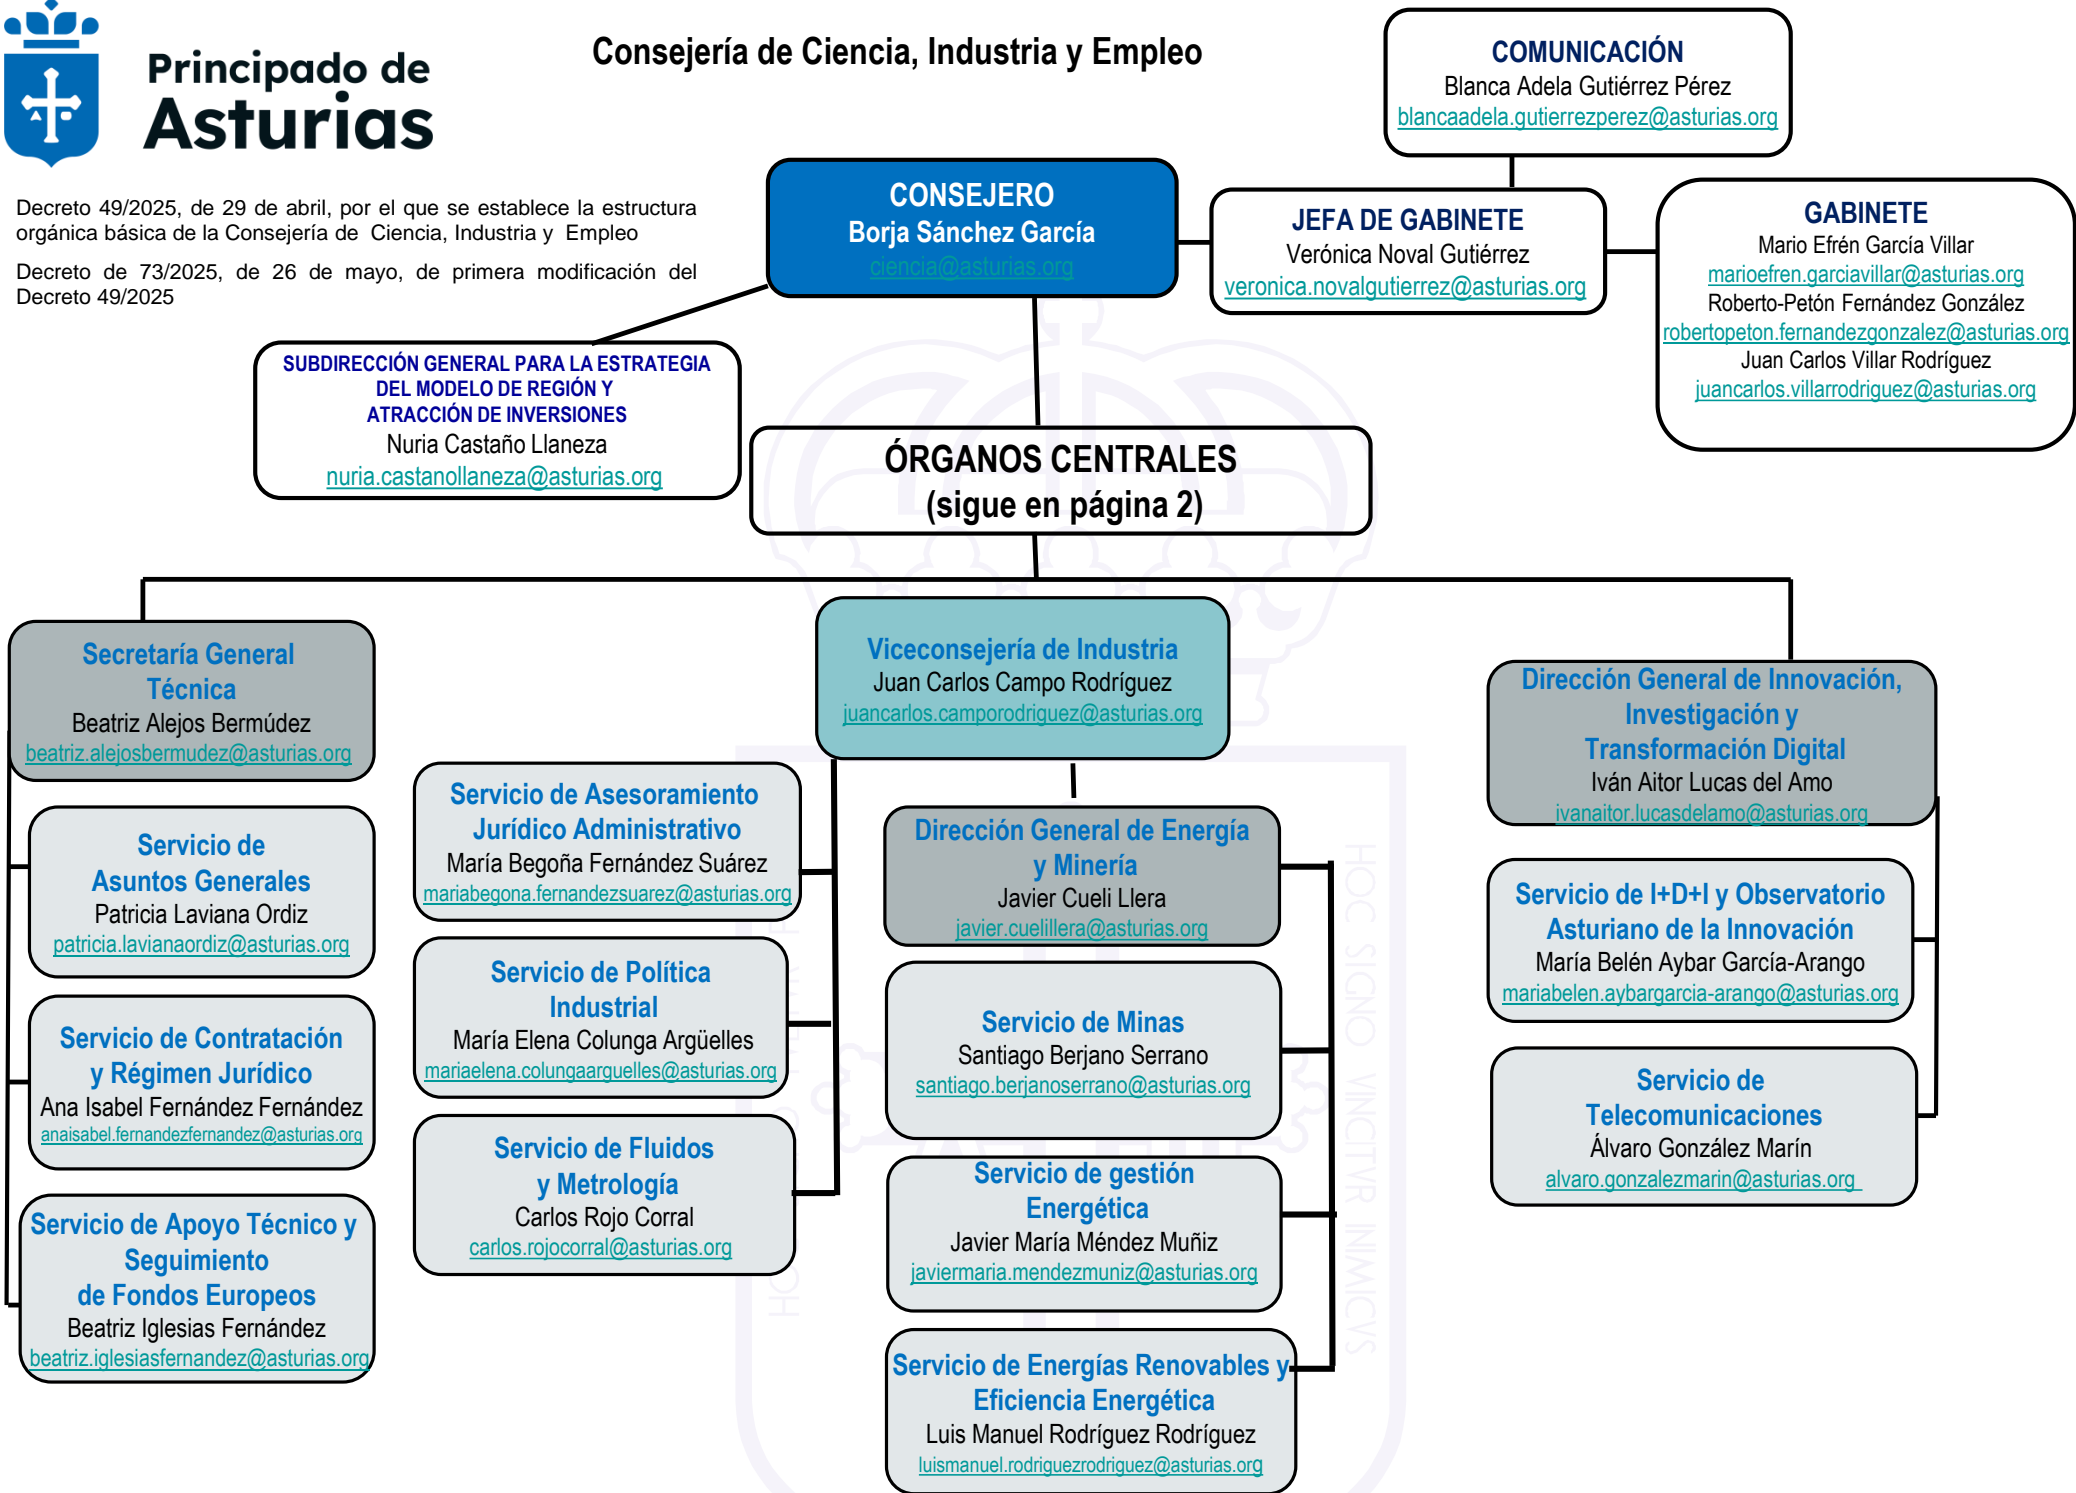 Principado de
Asturias
Consejería de Ciencia, Industria y Empleo
COMUNICACIÓN
Blanca Adela Gutiérrez Pérez
blancaadela.gutierrezperez@asturias.org
Decreto 49/2025, de 29 de abril, por el que se establece la estructura
orgánica básica de la Consejería de Ciencia, Industria y Empleo
Decreto de 73/2025, de 26 de mayo, de primera modificación del
Decreto 49/2025
CONSEJERO
Borja Sánchez García
ciencia@asturias.org
JEFA DE GABINETE
Verónica Noval Gutiérrez
veronica.novalgutierrez@asturias.org
GABINETE
Mario Efrén García Villar
marioefren.garciavillar@asturias.org
Roberto-Petón Fernández González
robertopeton.fernandezgonzalez@asturias.org
Juan Carlos Villar Rodríguez
juancarlos.villarrodriguez@asturias.org
SUBDIRECCIÓN GENERAL PARA LA ESTRATEGIA
DEL MODELO DE REGIÓN Y
ATRACCIÓN DE INVERSIONES
Nuria Castaño Llaneza
nuria.castanollaneza@asturias.org
ÓRGANOS CENTRALES
(sigue en página 2)
Secretaría General
Técnica
Beatriz Alejos Bermúdez
beatriz.alejosbermudez@asturias.org
Servicio de
Asuntos Generales
Patricia Laviana Ordiz
patricia.lavianaordiz@asturias.org
Servicio de Contratación
y Régimen Jurídico
Ana Isabel Fernández Fernández
anaisabel.fernandezfernandez@asturias.org
Servicio de Apoyo Técnico y
Seguimiento
de Fondos Europeos
Beatriz Iglesias Fernández
beatriz.iglesiasfernandez@asturias.org
Viceconsejería de Industria
Juan Carlos Campo Rodríguez
juancarlos.camporodriguez@asturias.org
Servicio de Asesoramiento
Jurídico Administrativo
María Begoña Fernández Suárez
mariabegona.fernandezsuarez@asturias.org
Servicio de Política
Industrial
María Elena Colunga Argüelles
mariaelena.colungaarguelles@asturias.org
Servicio de Fluidos
y Metrología
Carlos Rojo Corral
carlos.rojocorral@asturias.org
Dirección General de Energía
y Minería
Javier Cueli Llera
javier.cuelillera@asturias.org
Servicio de Minas
Santiago Berjano Serrano
santiago.berjanoserrano@asturias.org
Servicio de gestión
Energética
Javier María Méndez Muñiz
javiermaria.mendezmuniz@asturias.org
Servicio de Energías Renovables y
Eficiencia Energética
Luis Manuel Rodríguez Rodríguez
luismanuel.rodriguezrodriguez@asturias.org
Dirección General de Innovación,
Investigación y
Transformación Digital
Iván Aitor Lucas del Amo
ivanaitor.lucasdelamo@asturias.org
Servicio de I+D+I y Observatorio
Asturiano de la Innovación
María Belén Aybar García-Arango
mariabelen.aybargarcia-arango@asturias.org
Servicio de
Telecomunicaciones
Álvaro González Marín
alvaro.gonzalezmarin@asturias.org
HOC SIGNO VINCITVR INIMICVS